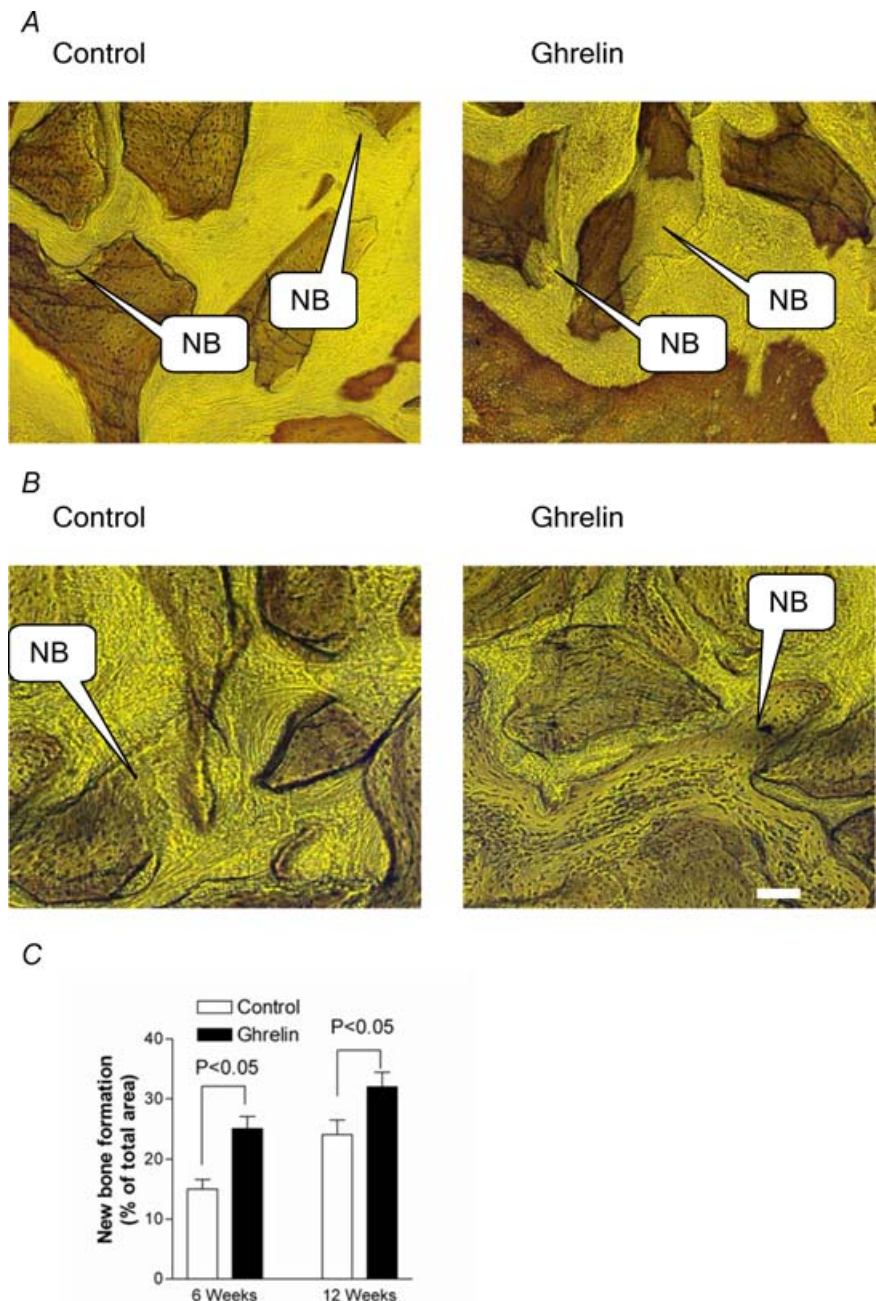 A
Control Ghrelin
NB
NB
NB
NB
B
Control Ghrelin
NB
NB
C
Control
Ghrelin
P<0.05
P<0.05
New bone formation
(% of total area)
40
30
20
10
0
6 Weeks 12 Weeks